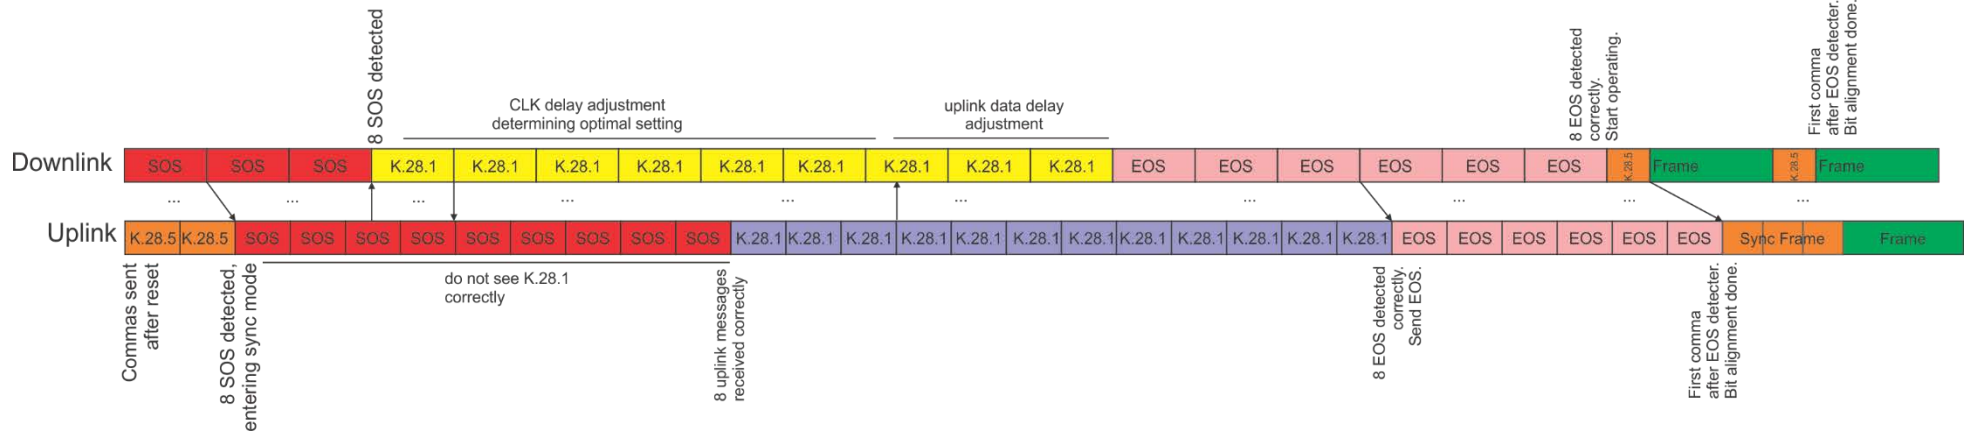 8 SOS detected
CLK delay adjustment
determining optimal setting
uplink data delay
adjustment
8 EOS detected
correctly.
Start operating.
First comma
after EOS detecter.
Bit alignment done.
Downlink
SOS SOS SOS K.28.1 K.28.1 K.28.1 K.28.1 K.28.1 K.28.1 K.28.1 K.28.1 K.28.1 EOS EOS EOS EOS EOS EOS K.28.5 Frame K.28.5 Frame
... ... ... ... ... ... ... ... ... ...
Uplink
K.28.5 K.28.5 SOS SOS SOS SOS SOS SOS SOS SOS SOS K.28.1 K.28.1 K.28.1 K.28.1 K.28.1 K.28.1 K.28.1 K.28.1 K.28.1 K.28.1 K.28.1 K.28.1 EOS EOS EOS EOS EOS EOS Sync Frame Frame
Commas sent
after reset
8 SOS detected,
entering sync mode
do not see K.28.1
correctly
8 uplink messages
received correctly
8 EOS detected
correctly.
Send EOS.
First comma
after EOS detecter.
Bit alignment done.